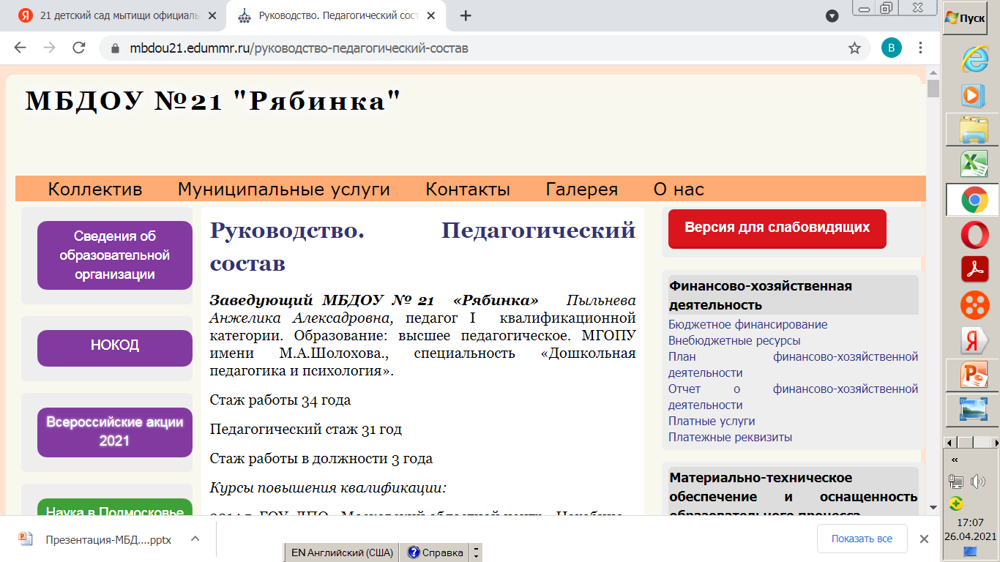 21 детский сад мытищи официаль
Руководство. Педагогический сост
mbdou21.edummr.ru/руководство-педагогический-состав
В
Пуск
МБДОУ №21 "Рябинка"
Коллектив Муниципальные услуги Контакты Галерея О нас
Сведения об
образовательной
организации
НОКОД
Всероссийские акции
2021
Наука в Подмосковье
Руководство. Педагогический
состав
Заведующий МБДОУ №21 «Рябинка» Пыльнева
Анжелика Алексадровна, педагог I квалификационной
категории. Образование: высшее педагогическое. МГОПУ
имени М.А.Шолохова., специальность «Дошкольная
педагогика и психология».
Стаж работы 34 года
Педагогический стаж 31 год
Стаж работы в должности 3 года
Курсы повышения квалификации:
Версия для слабовидящих
Финансово-хозяйственная
деятельность
Бюджетное финансирование
Внебюджетные ресурсы
План финансово-хозяйственной
деятельности
Отчет о финансово-хозяйственной
деятельности
Платные услуги
Платежные реквизиты
Материально-техническое
обеспечение и оснащенность
образовательного процесса
Презентация-МБД....pptx
Показать все
EN Английский (США) Справка
17:07
26.04.2021